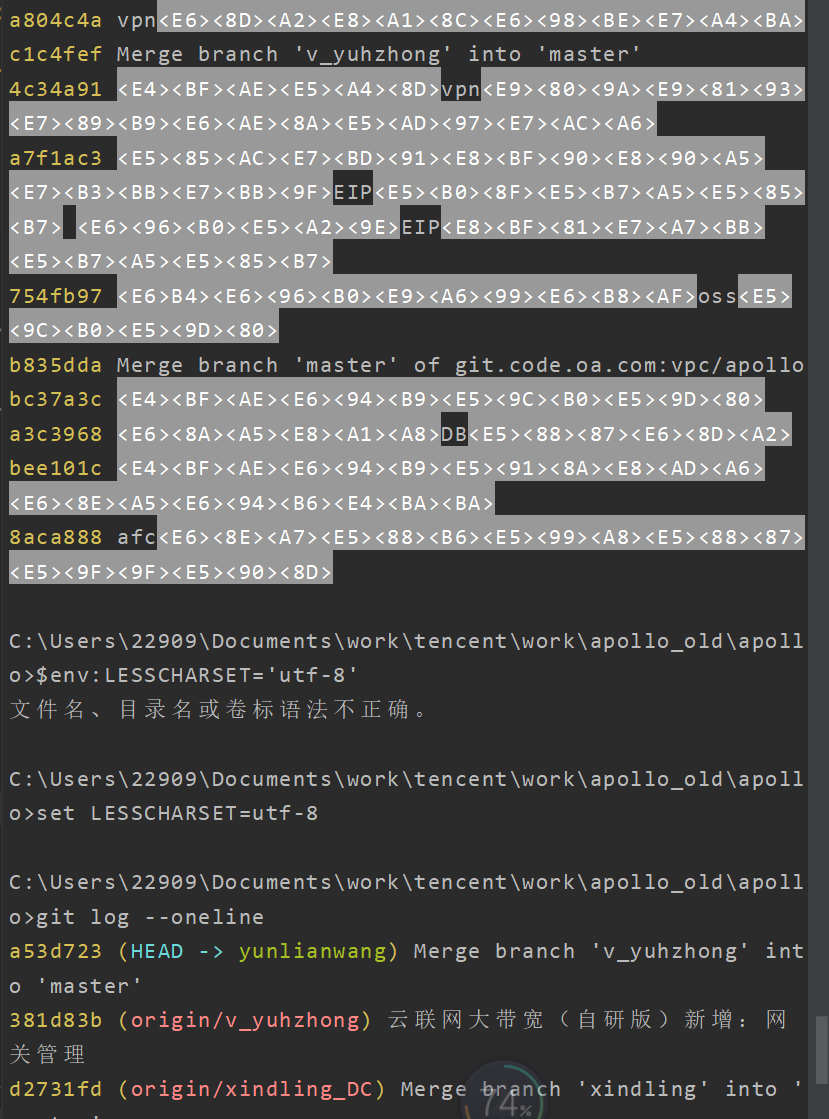 a804c4a vpn<E6><8D><A2><E8><A1><8C><E6><98><BE><E7><A4><BA>
c1c4fef Merge branch 'v_yuhzhong' into 'master'
4c34a91 <E4><BF><AE><E5><A4><8D>vpn<E9><80><9A><E9><81><93>
<E7><89><B9><E6><AE><8A><E5><AD><97><E7><AC><A6>
a7f1ac3 <E5><85><AC><E7><BD><91><E8><BF><90><E8><90><A5>
<E7><B3><BB><E7><BB><9F>EIP<E5><B0><8F><E5><B7><A5><E5><85>
<B7> <E6><96><B0><E5><A2><9E>EIP<E8><BF><81><E7><A7><BB>
<E5><B7><A5><E5><85><B7>
754fb97 <E6>B4><E6><96><B0><E9><A6><99><E6><B8><AF>oss<E5>
<9C><B0><E5><9D><80>
b835dda Merge branch 'master' of git.code.oa.com:vpc/apollo
bc37a3c <E4><BF><AE><E6><94><B9><E5><9C><B0><E5><9D><80>
a3c3968 <E6><8A><A5><E8><A1><A8>DB<E5><88><87><E6><8D><A2>
bee101c <E4><BF><AE><E6><94><B9><E5><91><8A><E8><AD><A6>
<E6><8E><A5><E6><94><B6><E4><BA><BA>
8aca888 afc<E6><8E><A7><E5><88><B6><E5><99><A8><E5><88><87>
<E5><9F><9F><E5><90><8D>
C:\Users\22909\Documents\work\tencent\work\apollo_old\apoll
o>$env:LESSCHARSET='utf-8'
文件名、目录名或卷标语法不正确。
C:\Users\22909\Documents\work\tencent\work\apollo_old\apoll
o>set LESSCHARSET=utf-8
C:\Users\22909\Documents\work\tencent\work\apollo_old\apoll
o>git log --oneline
a53d723 (HEAD -> yunlianwang) Merge branch 'v_yuhzhong' int
o 'master'
381d83b (origin/v_yuhzhong) 云联网大带宽（自研版）新增：网
关管理
d2731fd (origin/xindling_DC) Merge branch 'xindling' into '
74%